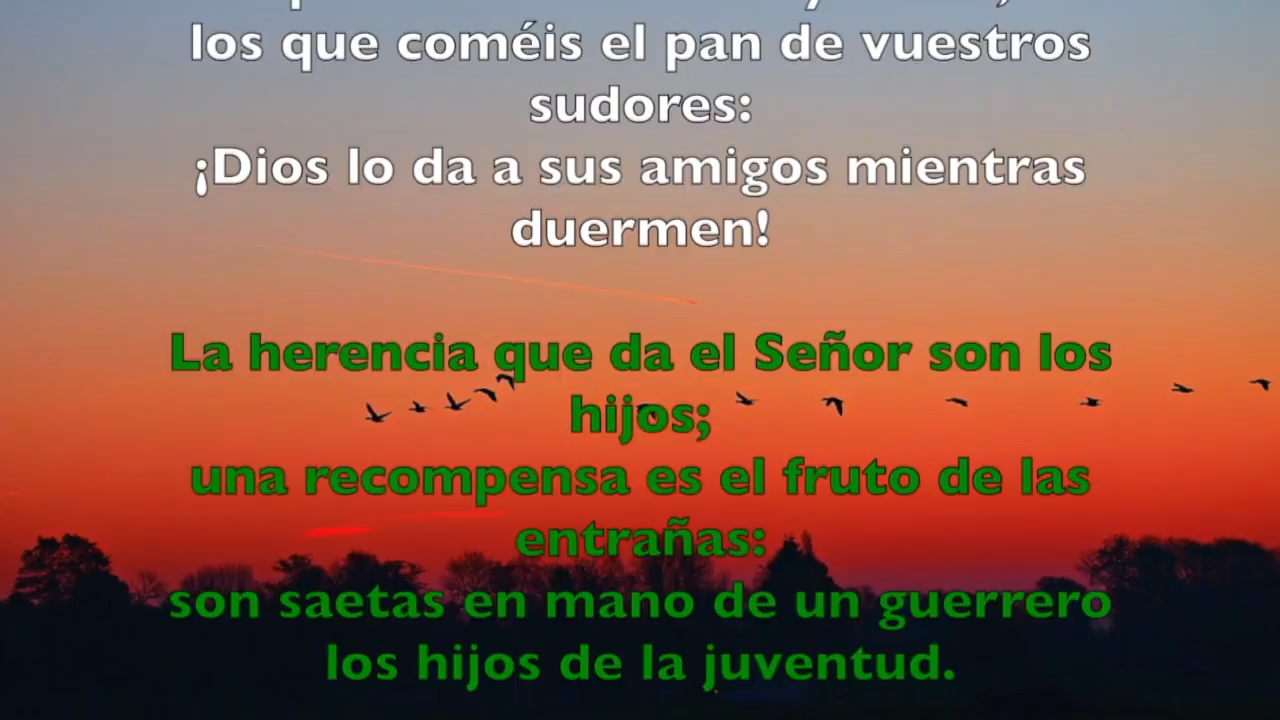 los que coméis el pan de vuestros
sudores:
¡Dios lo da a sus amigos mientras
duermen!
La herencia que da el Señor son los
hijos;
una recompensa es el fruto de las
entrañas:
son saetas en mano de un guerrero
los hijos de la juventud.